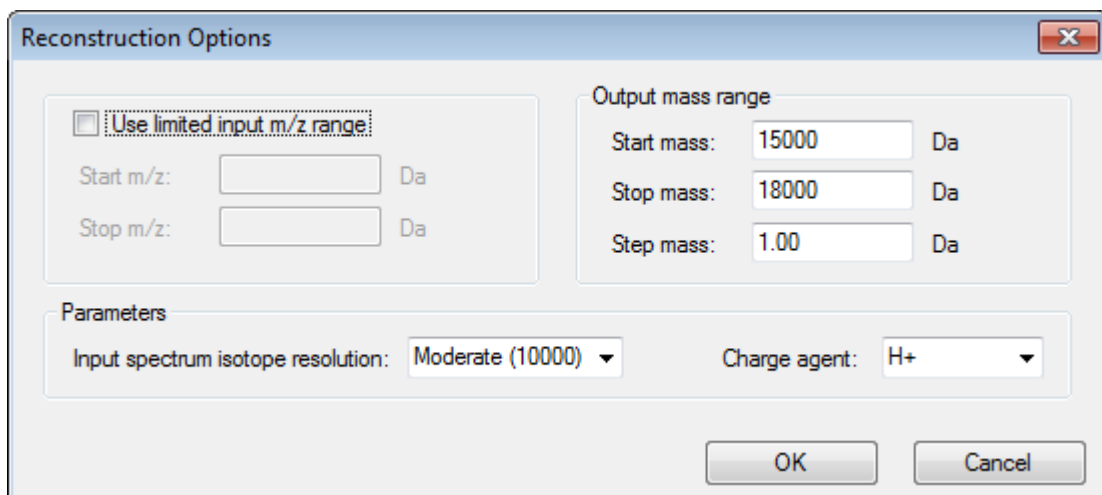 Reconstruction Options
Use limited input m/z range
Start m/z: Da
Stop m/z: Da
Output mass range
Start mass: 15000 Da
Stop mass: 18000 Da
Step mass: 1.00 Da
Parameters
Input spectrum isotope resolution: Moderate (10000) Charge agent: H+
OK Cancel